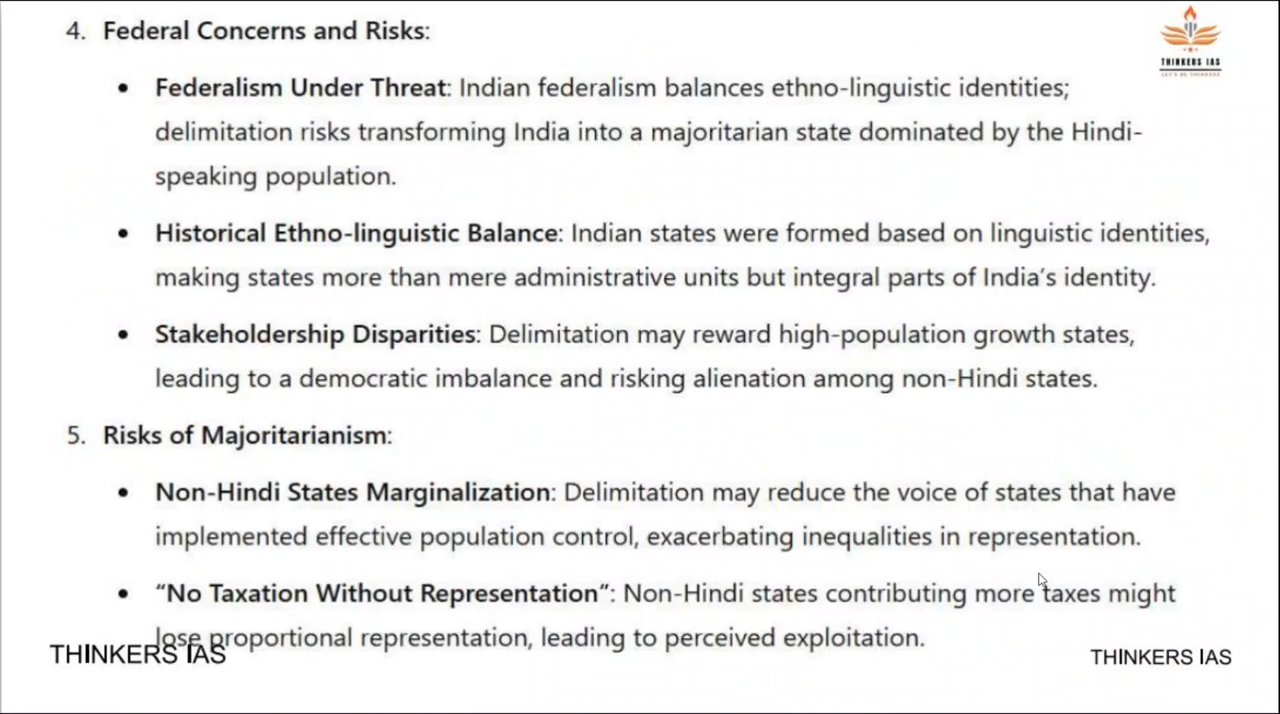 4. Federal Concerns and Risks:
THINKERS IAS
LET'S BE THINKERS
• Federalism Under Threat: Indian federalism balances ethno-linguistic identities;
delimitation risks transforming India into a majoritarian state dominated by the Hindi-
speaking population.
• Historical Ethno-linguistic Balance: Indian states were formed based on linguistic identities,
making states more than mere administrative units but integral parts of India's identity.
• Stakeholdership Disparities: Delimitation may reward high-population growth states,
leading to a democratic imbalance and risking alienation among non-Hindi states.
5. Risks of Majoritarianism:
• Non-Hindi States Marginalization: Delimitation may reduce the voice of states that have
implemented effective population control, exacerbating inequalities in representation.
• “No Taxation Without Representation”: Non-Hindi states contributing more taxes might
lose proportional representation, leading to perceived exploitation.
THINKERS IAS
THINKERS IAS